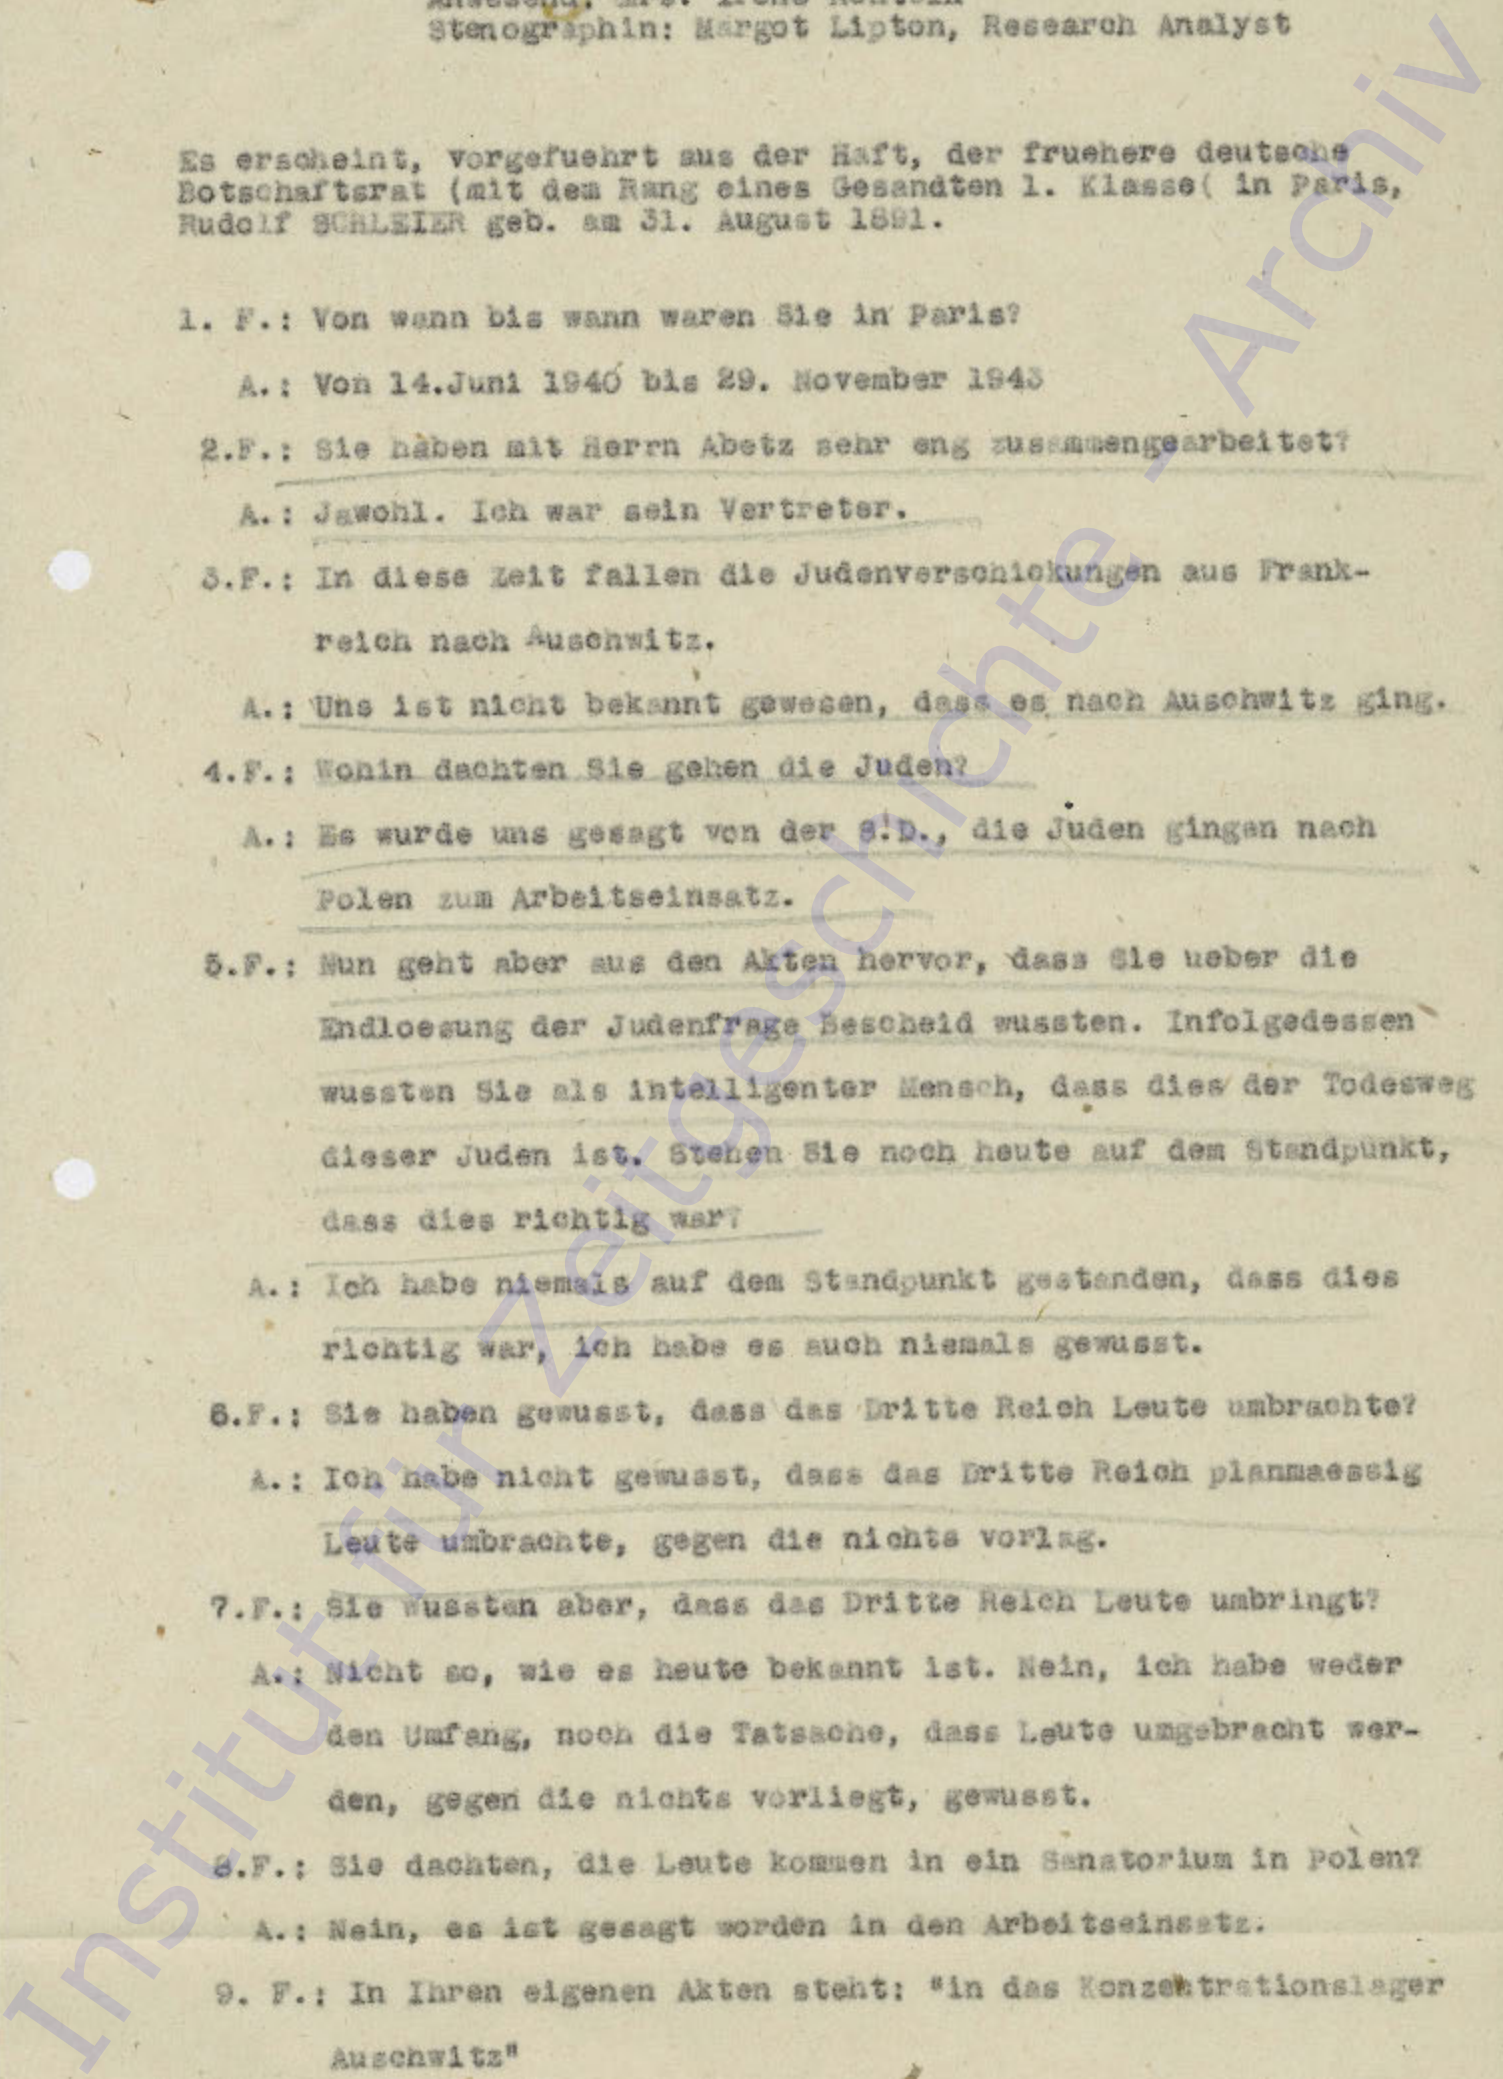 Stenographin: Margot Lipton, Research Analyst
Es erscheint, vorgefuehrt aus der Haft, der fruehere deutsche
Botschaftsrat (mit dem Rang eines Gesandten 1. Klasse( in Paris,
Rudolf SCHLEIER geb. am 31. August 1891.
1. F.: Von wann bis wann waren Sie in Paris?
A.: Von 14.Juni 1940 bis 29. November 1943
2.F.: Sie haben mit Herrn Abetz sehr eng zusammengearbeitet?
A.: Jawohl. Ich war sein Vertreter.
3.F.: In diese Zeit fallen die Judenverschickungen aus Frank-
reich nach Auschwitz.
A.: Uns ist nicht bekannt gewesen, dass es nach Auschwitz ging.
4.F.: Wohin dachten Sie gehen die Juden?
A.: Es wurde uns gesagt von der S.D., die Juden gingen nach
Polen zum Arbeitseinsatz.
5.F.: Nun geht aber aus den Akten hervor, dass Sie ueber die
Endloesung der Judenfrage Bescheid wussten. Infolgedessen
wussten Sie als intelligenter Mensch, dass dies der Todesweg
dieser Juden ist. Stehen Sie noch heute auf dem Standpunkt,
dass dies richtig war?
A.: Ich habe niemals auf dem Standpunkt gestanden, dass dies
richtig war, ich habe es auch niemals gewusst.
6.F.: Sie haben gewusst, dass das Dritte Reich Leute umbrachte?
A.: Ich habe nicht gewusst, dass das Dritte Reich planmaessig
Leute umbrachte, gegen die nichts vorlag.
7.F.: Sie wussten aber, dass das Dritte Reich Leute umbringt?
A.: Nicht so, wie es heute bekannt ist. Nein, ich habe weder
den Umfang, noch die Tatsache, dass Leute umgebracht wer-
den, gegen die nichts vorliegt, gewusst.
8.F.: Sie dachten, die Leute kommen in ein Sanatorium in Polen?
A.: Nein, es ist gesagt worden in den Arbeitseinsatz.
9. F.: In Ihren eigenen Akten steht: "in das Konzentrationslager
Auschwitz"
Institut für Zeitgeschichte - Archiv